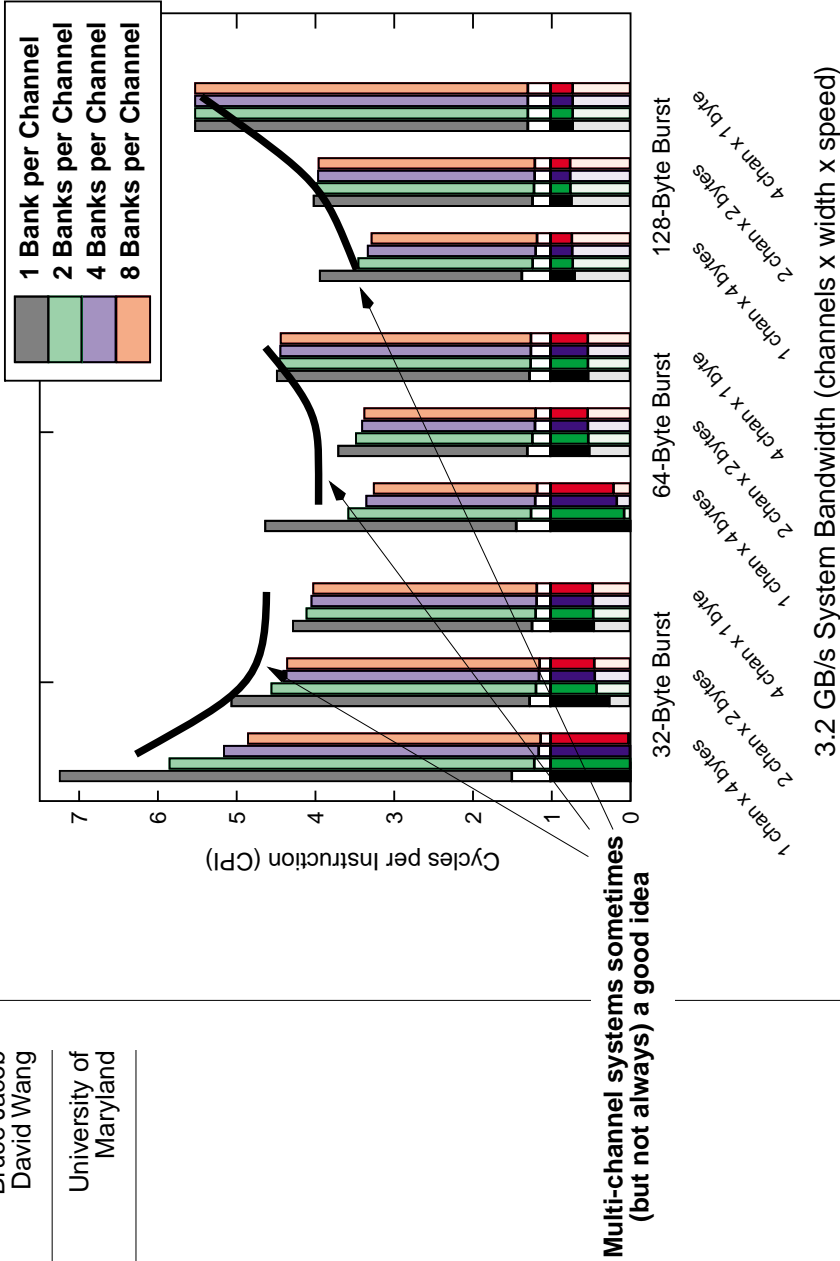 David Wang
University of
Maryland
1 Bank per Channel
2 Banks per Channel
4 Banks per Channel
8 Banks per Channel
Cycles per Instruction (CPI)
7
6
5
4
3
2
1
0
32-Byte Burst
64-Byte Burst
128-Byte Burst
1 chan x 4 bytes
2 chan x 2 bytes
4 chan x 1 byte
1 chan x 4 bytes
2 chan x 2 bytes
4 chan x 1 byte
1 chan x 4 bytes
2 chan x 2 bytes
4 chan x 1 byte
3.2 GB/s System Bandwidth (channels x width x speed)
Multi-channel systems sometimes
(but not always) a good idea